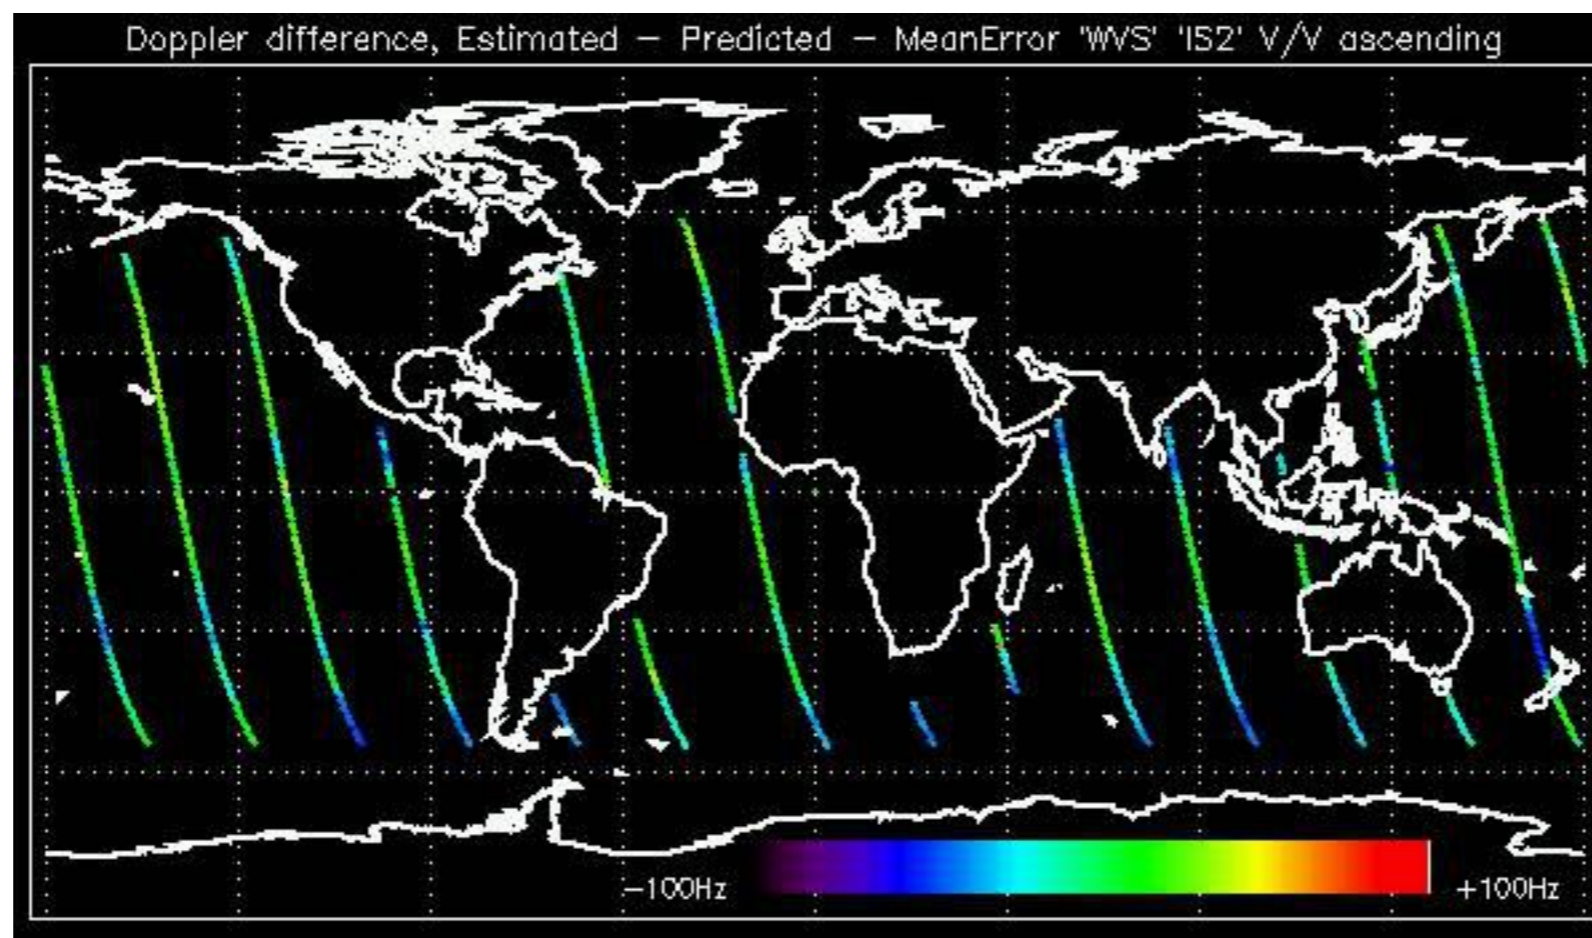 Doppler difference, Estimated – Predicted – MeanError 'WVS' 'IS2' V/V ascending
–100Hz
+100Hz